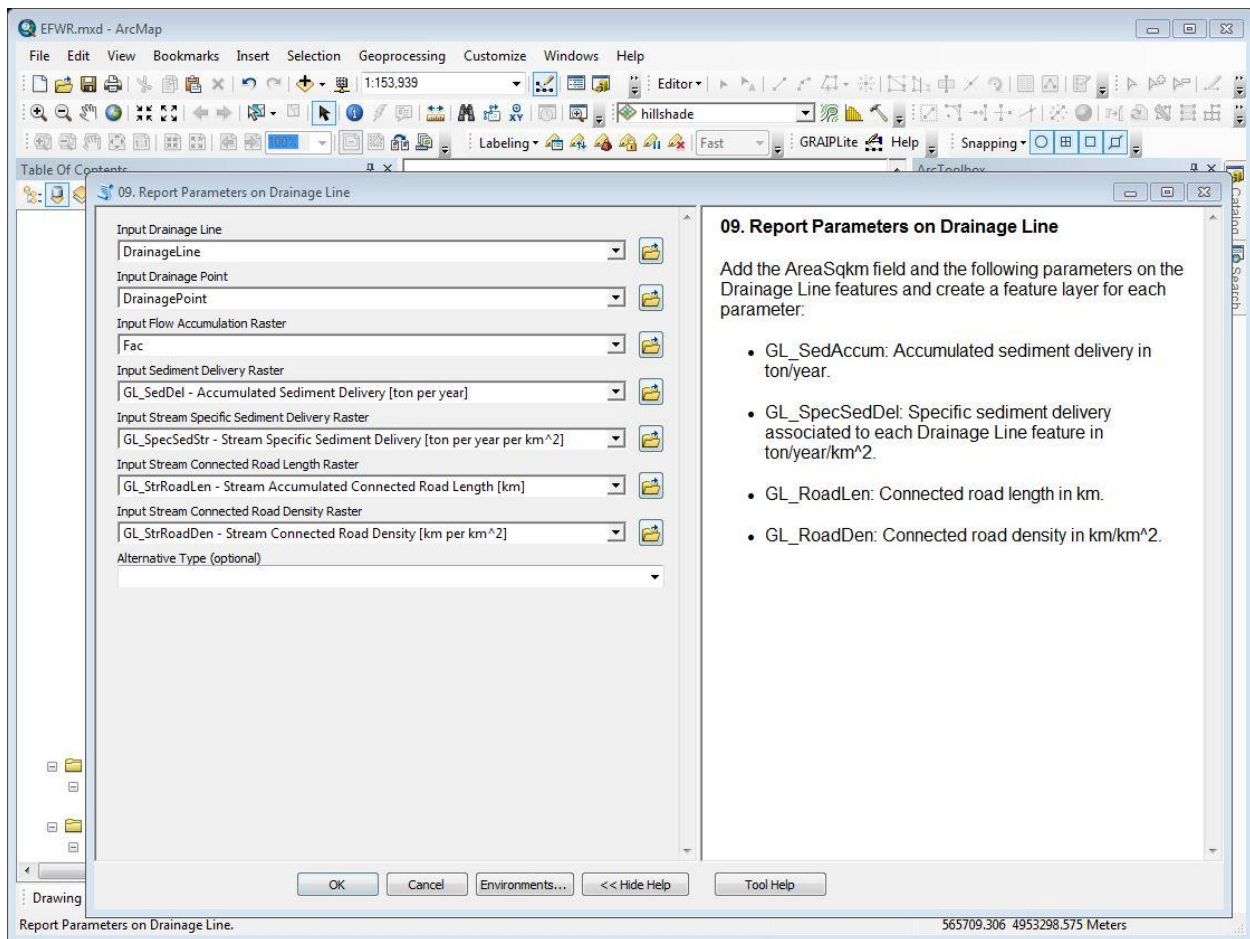 EFWR.mxd - ArcMap
File Edit View Bookmarks Insert Selection Geoprocessing Customize Windows Help
1:153,939
Editor
hillshade
100%
Labeling
Fast
GRAIPLite
Help
Snapping
Table Of Contents
ArcToolbox
Catalog
Search
09. Report Parameters on Drainage Line
Input Drainage Line
DrainageLine
Input Drainage Point
DrainagePoint
Input Flow Accumulation Raster
Fac
Input Sediment Delivery Raster
GL_SedDel - Accumulated Sediment Delivery [ton per year]
Input Stream Specific Sediment Delivery Raster
GL_SpecSedStr - Stream Specific Sediment Delivery [ton per year per km^2]
Input Stream Connected Road Length Raster
GL_StrRoadLen - Stream Accumulated Connected Road Length [km]
Input Stream Connected Road Density Raster
GL_StrRoadDen - Stream Connected Road Density [km per km^2]
Alternative Type (optional)
09. Report Parameters on Drainage Line
Add the AreaSqkm field and the following parameters on the
Drainage Line features and create a feature layer for each
parameter:
• GL_SedAccum: Accumulated sediment delivery in
ton/year.
• GL_SpecSedDel: Specific sediment delivery
associated to each Drainage Line feature in
ton/year/km^2.
• GL_RoadLen: Connected road length in km.
• GL_RoadDen: Connected road density in km/km^2.
OK
Cancel
Environments...
<< Hide Help
Tool Help
Drawing
Report Parameters on Drainage Line.
565709.306 4953298.575 Meters